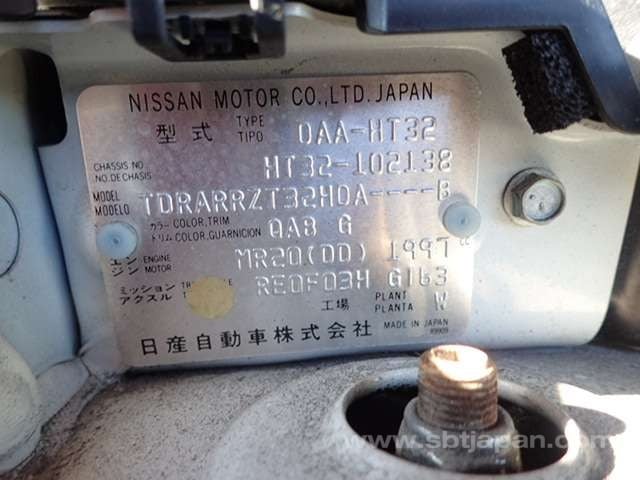 NISSAN MOTOR CO.,LTD.JAPAN
型式 TYPE TIPO DAA-HT32
CHASSIS NO. NO.DE CHASIS HT32-102138
MODEL MODELO TDRARRZT32HDA----B
カラー COLOR,TRIM トリム COLOR,GUARNICION QAB G
エンジン ENGINE MOTOR MR20(DD) 1997
ミッション アクスル RE0F03H G163
工場 PLANT PLANTA W
日産自動車株式会社 MADE IN JAPAN
www.sbtjapan.com